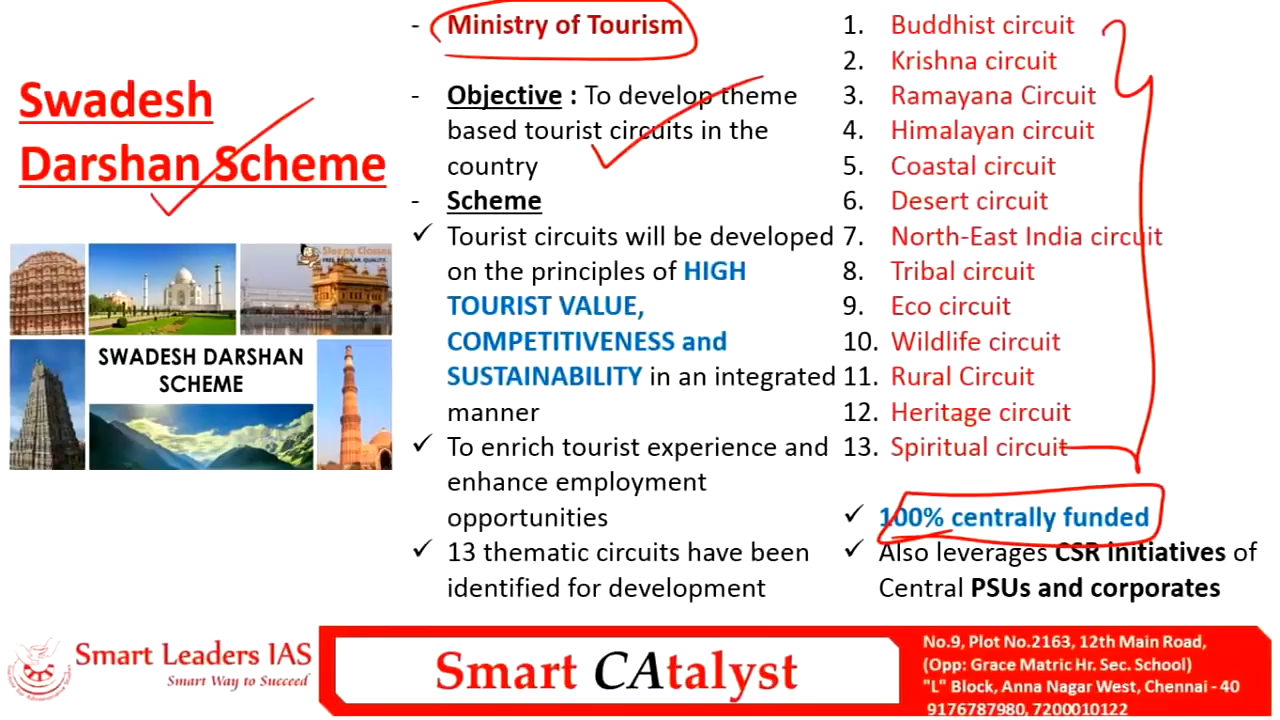 Swadesh
Darshan Scheme
Sleepy Classes
FREE. REGULAR. QUALITY.
SWADESH DARSHAN
SCHEME
- Ministry of Tourism
- Objective : To develop theme
based tourist circuits in the
country
- Scheme
✓ Tourist circuits will be developed
on the principles of HIGH
TOURIST VALUE,
COMPETITIVENESS and
SUSTAINABILITY in an integrated
manner
✓ To enrich tourist experience and
enhance employment
opportunities
✓ 13 thematic circuits have been
identified for development
1. Buddhist circuit
2. Krishna circuit
3. Ramayana Circuit
4. Himalayan circuit
5. Coastal circuit
6. Desert circuit
7. North-East India circuit
8. Tribal circuit
9. Eco circuit
10. Wildlife circuit
11. Rural Circuit
12. Heritage circuit
13. Spiritual circuit
✓ 100% centrally funded
✓ Also leverages CSR initiatives of
Central PSUs and corporates
Smart Leaders IAS
Smart Way to Succeed
Smart CAtalyst
No.9, Plot No.2163, 12th Main Road,
(Opp: Grace Matric Hr. Sec. School)
"L" Block, Anna Nagar West, Chennai - 40
9176787980, 7200010122